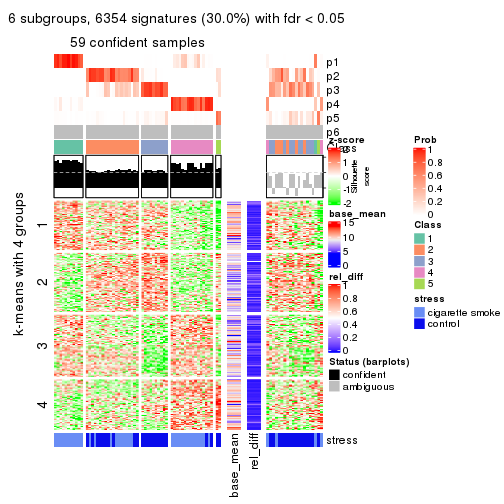 6 subgroups, 6354 signatures (30.0%) with fdr < 0.05
59 confident samples
p1
p2
p3
p4
p5
p6
Class
Silhouette
score
k-means with 4 groups
1
2
3
4
stress
base_mean
rel_diff
z-score
2
1
0
-1
-2
base_mean
15
10
5
0
rel_diff
1
0.8
0.6
0.4
0.2
0
Status (barplots)
confident
ambiguous
Prob
1
0.8
0.6
0.4
0.2
0
Class
1
2
3
4
5
stress
cigarette smoke
control